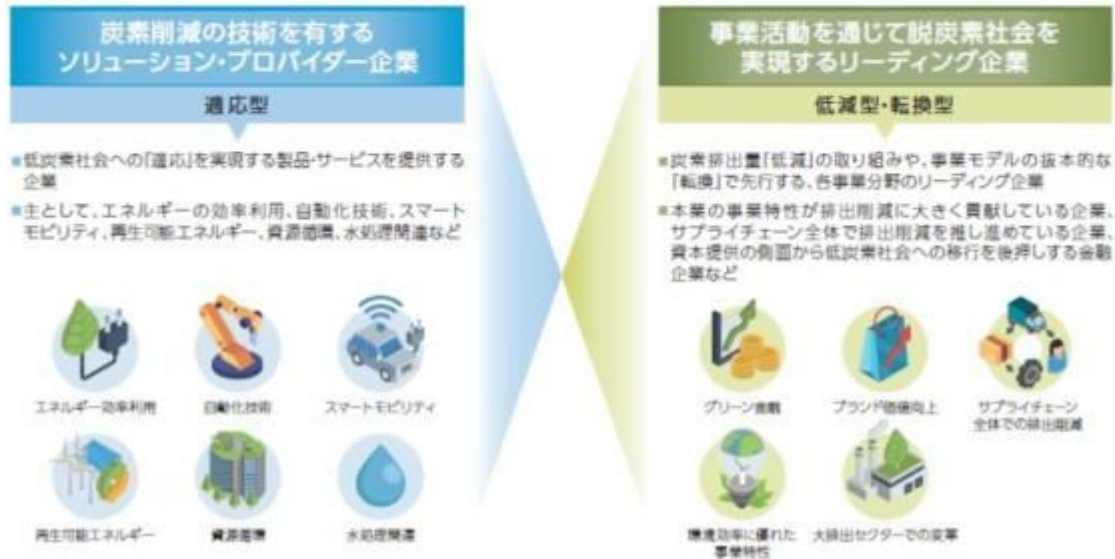 炭素削減の技術を有する
ソリューション・プロバイダー企業
適応型
■低炭素社会への「適応」を実現する製品・サービスを提供する
企業
■主として、エネルギーの効率利用、自動化技術、スマート
モビリティ、再生可能エネルギー、資源循環、水処理関連など
エネルギー効率利用
自動化技術
スマートモビリティ
再生可能エネルギー
資源循環
水処理関連
事業活動を通じて脱炭素社会を
実現するリーディング企業
低減型・転換型
■炭素排出量「低減」の取り組みや、事業モデルの抜本的な
「転換」で先行する、各事業分野のリーディング企業
■本業の事業特性が排出削減に大きく貢献している企業、
サプライチェーン全体で排出削減を推し進めている企業、
資本提供の側面から低炭素社会への移行を後押しする金融
企業など
グリーン金融
ブランド価値向上
サプライチェーン
全体での排出削減
環境効率に優れた
事業特性
大排出セクターでの変革